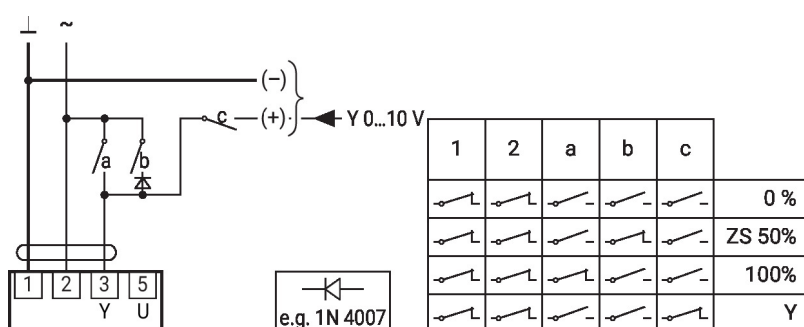 ⊥ ~
(–)
c (+) Y 0...10 V
a b
1 2 3 5
Y U
e.g. 1N 4007
1 2 a b c
0 %
ZS 50%
100%
Y